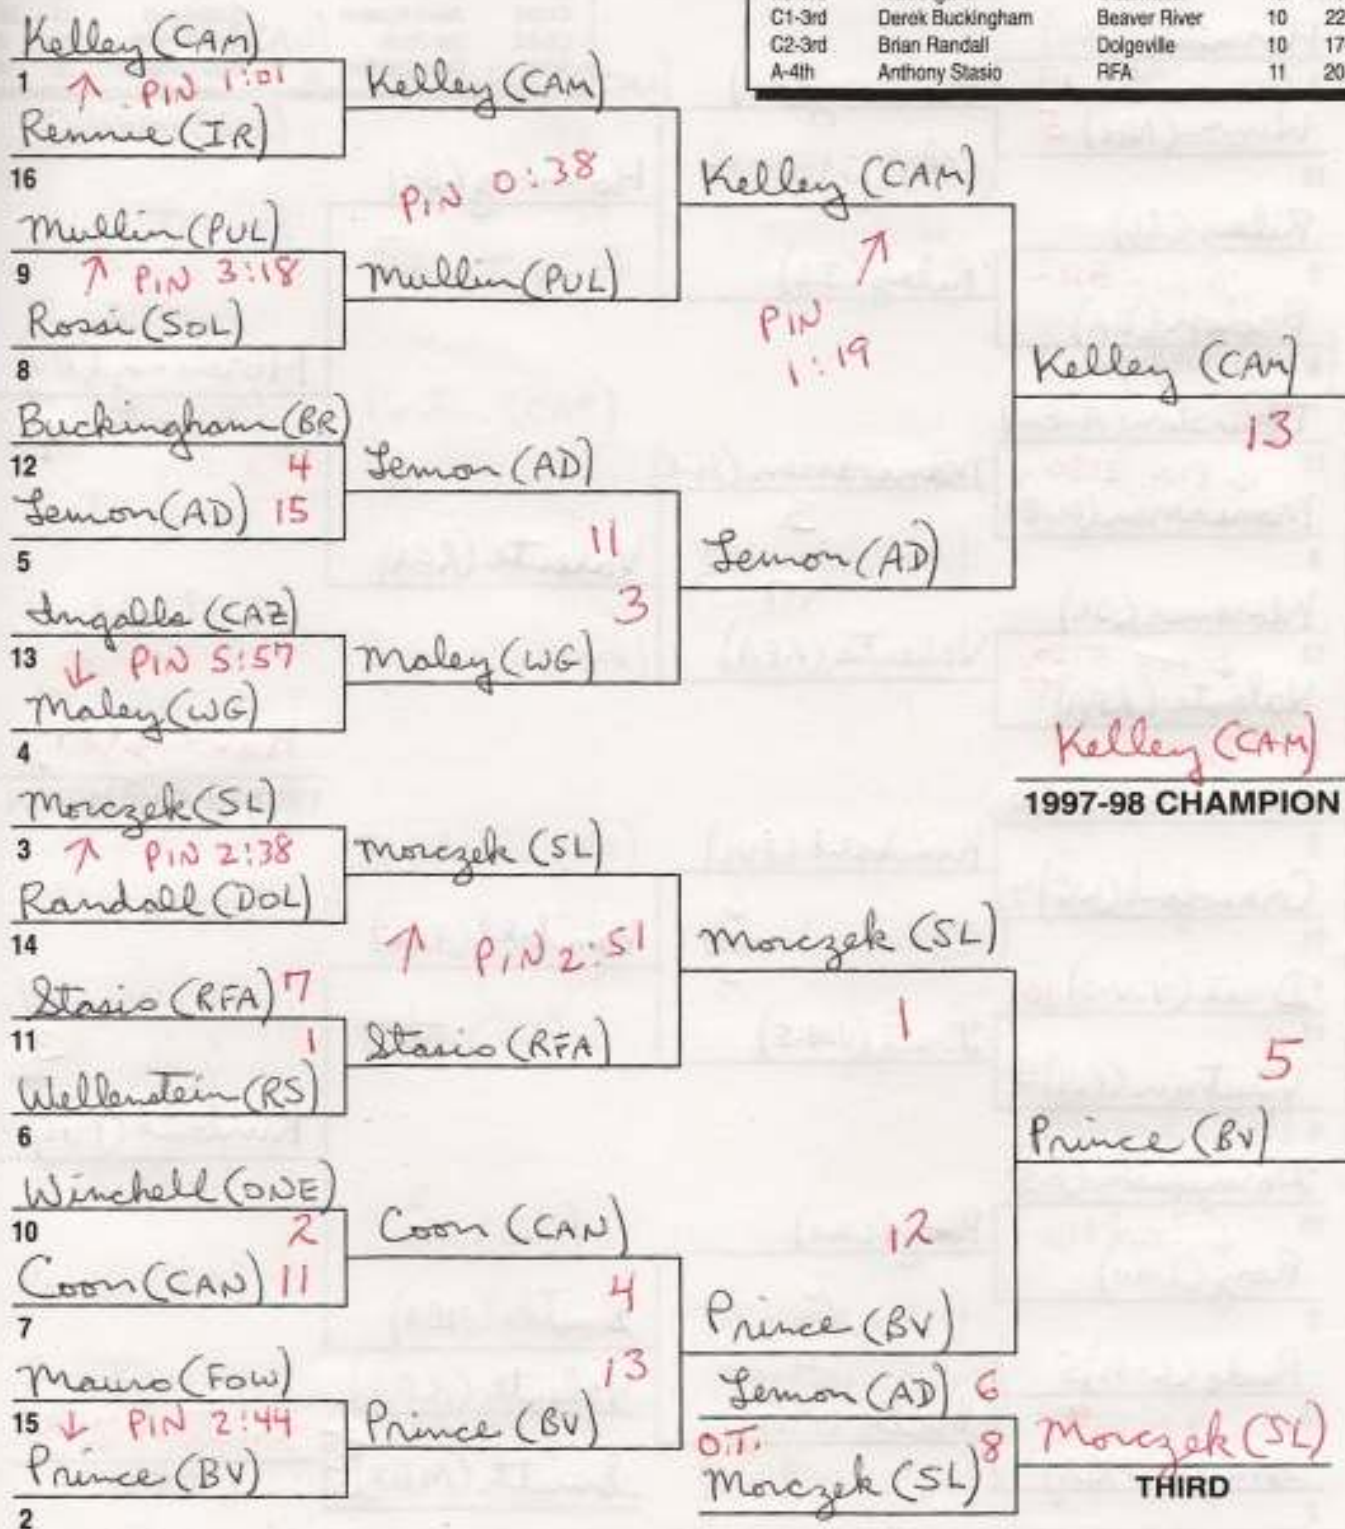 C1-3rd Derek Buckingham Beaver River 10 22
C2-3rd Brian Randall Dolgeville 10 17
A-4th Anthony Stasio RFA 11 20
Kelley (CAM)
1 ↑ PIN 1:01
Rennie (IR)
16
Mullin (PUL)
9 ↑ PIN 3:18
Rossi (SOL)
8
Buckingham (BR)
12 4
Lemon (AD) 15
5
Ingalls (CAZ)
13 ↓ PIN 5:57
Maley (WG)
4
Morczek (SL)
3 ↑ PIN 2:38
Randall (DOL)
14
Stasio (RFA) 7
11 1
Wellenstein (RS)
6
Winchell (ONE)
10 2
Coon (CAN) 11
7
Mauro (FOW)
15 ↓ PIN 2:44
Prince (BV)
2
Kelley (CAM)
PIN 0:38
Mullin (PUL)
Lemon (AD)
11
3
Maley (WG)
Morczek (SL)
↑ PIN 2:51
Stasio (RFA)
Coon (CAN)
4
13
Prince (BV)
Kelley (CAM)
↑
PIN
1:19
Lemon (AD)
Morczek (SL)
1
12
Prince (BV)
Lemon (AD) 6
O.T. 8
Morczek (SL)
Kelley (CAM)
13
Kelley (CAM)
1997-98 CHAMPION
5
Prince (BV)
Morczek (SL)
THIRD